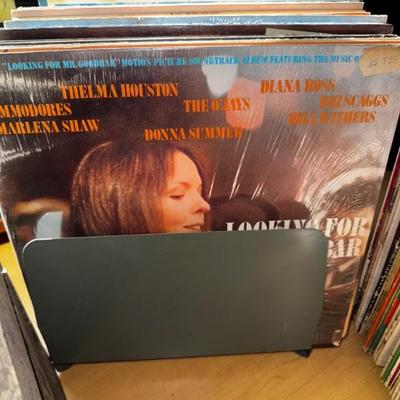 "LOOKING FOR MR. GOODBAR" MOTION PICTURE SOUNDTRACK ALBUM FEATURING THE MUSIC O
THELMA HOUSTON
DIANA ROSS
MMODORES
THE O'JAYS
BOZ SCAGGS
MARLENA SHAW
DONNA SUMMER
BILL WITHERS
LOOKING FOR
BAR